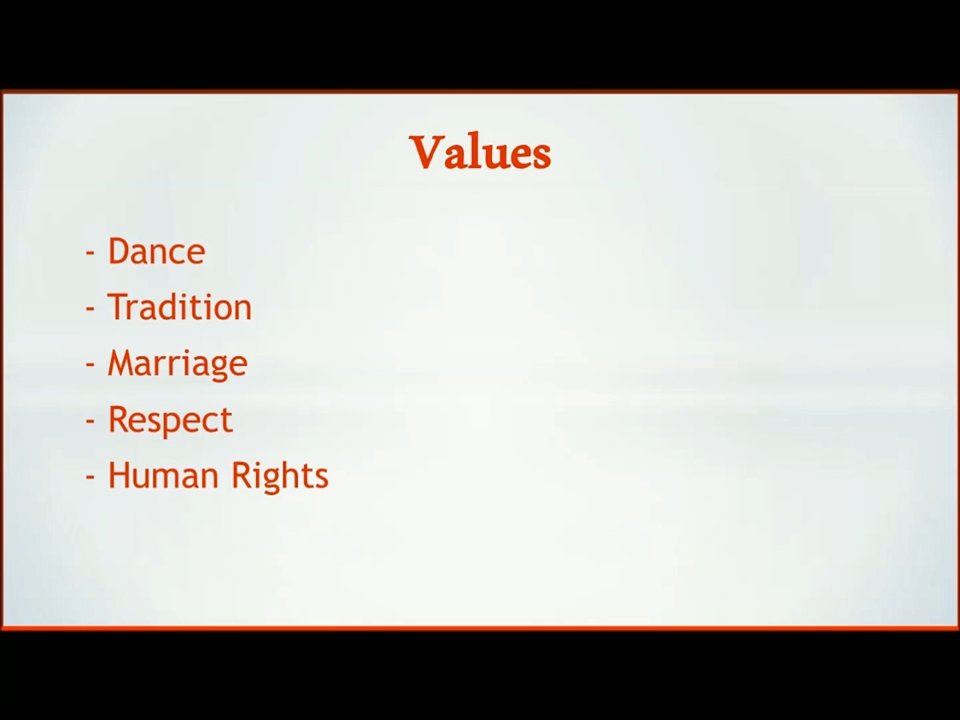 Values
- Dance
- Tradition
- Marriage
- Respect
- Human Rights